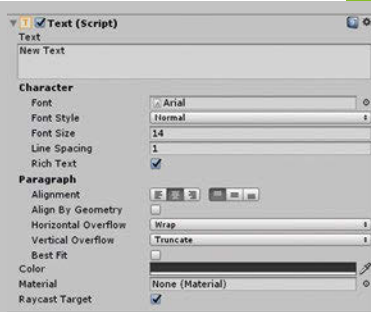 Text (Script)
Text
New Text
Character
Font Arial
Font Style Normal
Font Size 14
Line Spacing 1
Rich Text
Paragraph
Alignment
Align By Geometry
Horizontal Overflow Wrap
Vertical Overflow Truncate
Best Fit
Color
Material None (Material)
Raycast Target